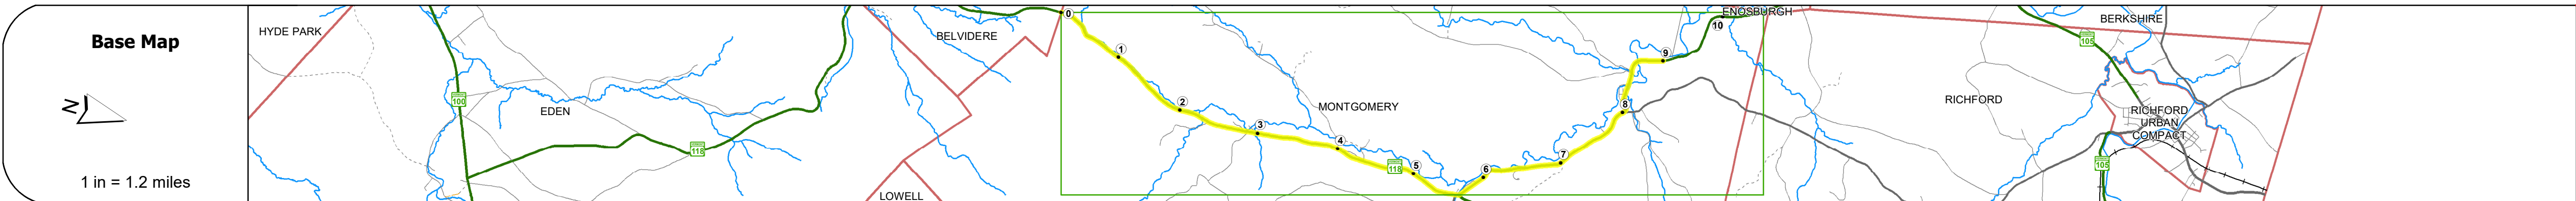 Base Map
N
1 in = 1.2 miles
HYDE PARK
100
EDEN
118
BELVIDERE
LOWELL
0
1
2
3
4
118
5
6
7
8
9
10
MONTGOMERY
ENOSBURGH
RICHFORD
BERKSHIRE
105
RICHFORD
URBAN
COMPACT
105